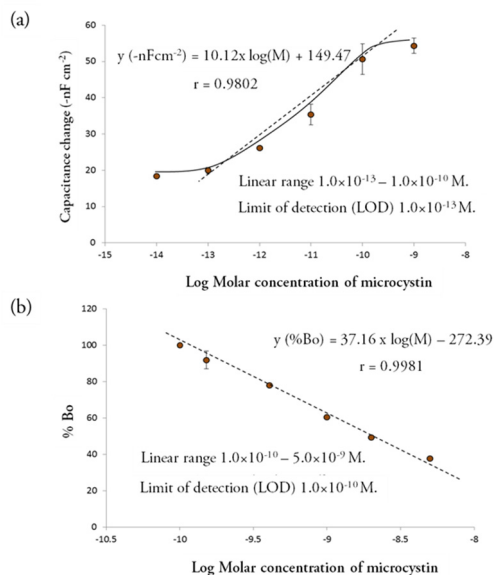 (a)
60
50
40
30
20
10
0
Capacitance change (-nF cm-2)
y (-nFcm-2) = 10.12x log(M) + 149.47
r = 0.9802
Linear range 1.0×10-13 – 1.0×10-10 M.
Limit of detection (LOD) 1.0×10-13 M.
-15 -14 -13 -12 -11 -10 -9 -8
Log Molar concentration of microcystin
(b)
120
100
80
60
40
20
0
% Bo
y (%Bo) = 37.16 x log(M) – 272.39
r = 0.9981
Linear range 1.0×10-10 – 5.0×10-9 M.
Limit of detection (LOD) 1.0×10-10 M.
-10.5 -10 -9.5 -9 -8.5 -8
Log Molar concentration of microcystin